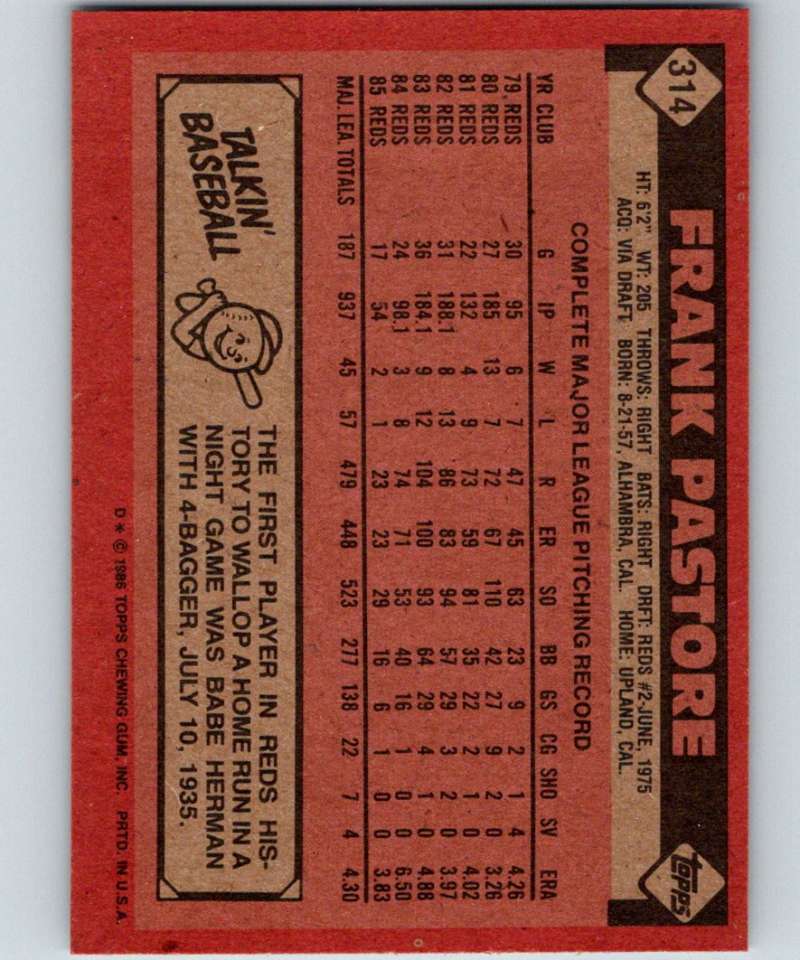 314
FRANK PASTORE
topps
HT: 6'2" WT: 205 THROWS: RIGHT BATS: RIGHT DRFT: REDS #2-JUNE, 1975
ACQ: VIA DRAFT BORN: 8-21-57, ALHAMBRA, CAL. HOME: UPLAND, CAL.
COMPLETE MAJOR LEAGUE PITCHING RECORD
YR CLUB G IP W L R ER SO BB GS CG SHO SV ERA
79 REDS 30 95 6 7 47 45 63 23 9 2 1 4 4.26
80 REDS 27 185 13 7 72 67 110 42 27 9 2 0 3.26
81 REDS 22 132 4 9 73 59 81 35 22 2 1 0 4.02
82 REDS 31 188.1 8 13 86 83 94 57 29 3 2 0 3.97
83 REDS 36 184.1 9 12 104 100 93 64 29 4 1 0 4.88
84 REDS 24 98.1 3 8 74 71 53 40 16 1 0 0 6.50
85 REDS 17 54 2 1 23 23 29 16 6 1 0 0 3.83
MAJ. LEA. TOTALS 187 937 45 57 479 448 523 277 138 22 7 4 4.30
TALKIN'
BASEBALL
THE FIRST PLAYER IN REDS HIS-
TORY TO WALLOP A HOME RUN IN A
NIGHT GAME WAS BABE HERMAN
WITH 4-BAGGER, JULY 10, 1935.
D * © 1986 TOPPS CHEWING GUM, INC. PRTD. IN U.S.A.